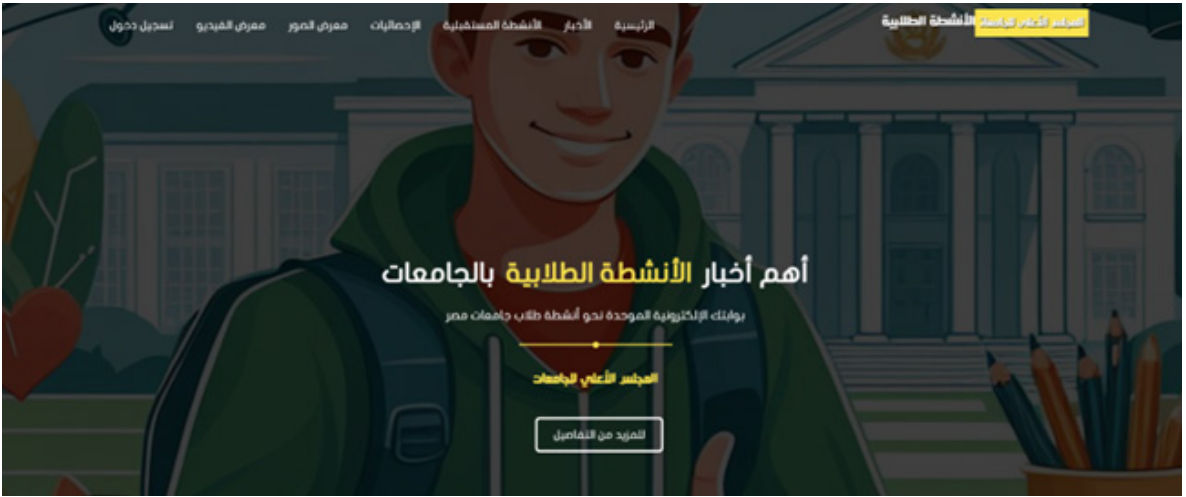 المجلس الأعلى للجامعات الأنشطة الطلابية
الرئيسية الأخبار الأنشطة المستقبلية الإحصائيات معرض الصور معرض الفيديو تسجيل دخول
أهم أخبار الأنشطة الطلابية بالجامعات
بوابتك الإلكترونية الموحدة نحو أنشطة طلاب جامعات مصر
المجلس الأعلي للجامعات
للمزيد من التفاصيل